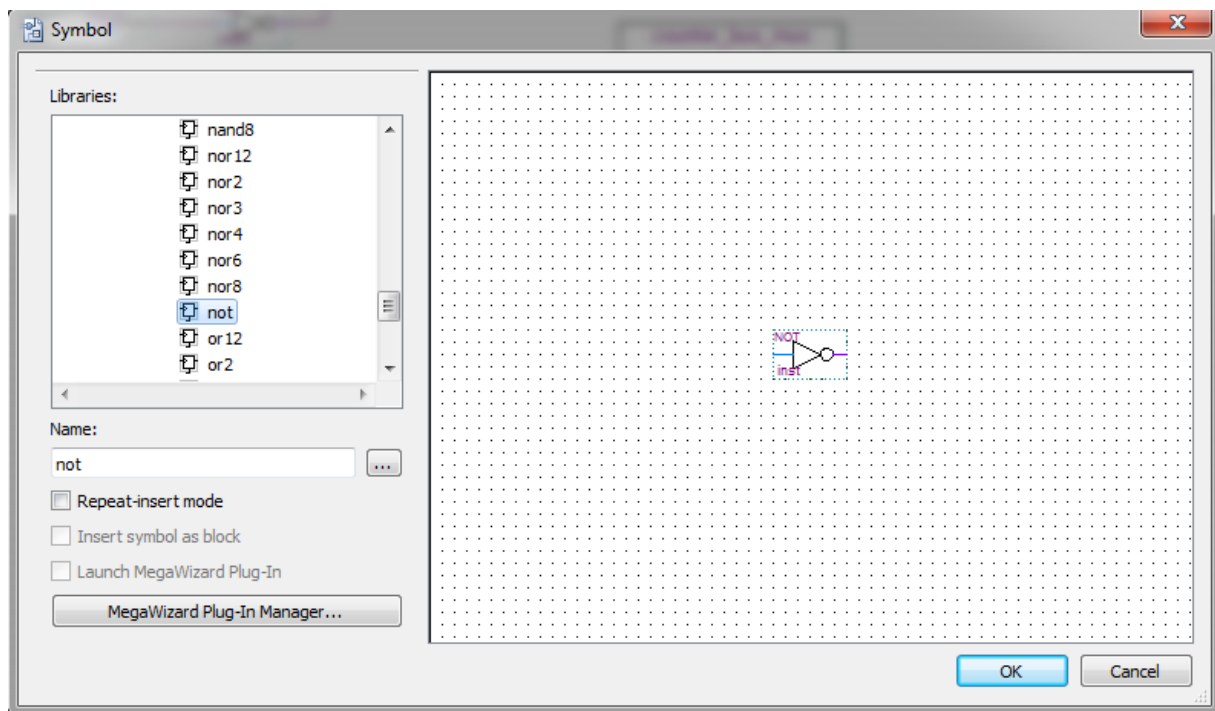 Symbol
Libraries:
nand8
nor12
nor2
nor3
nor4
nor6
nor8
not
or12
or2
Name:
not
...
Repeat-insert mode
Insert symbol as block
Launch MegaWizard Plug-In
MegaWizard Plug-In Manager...
NOT
inst
OK
Cancel